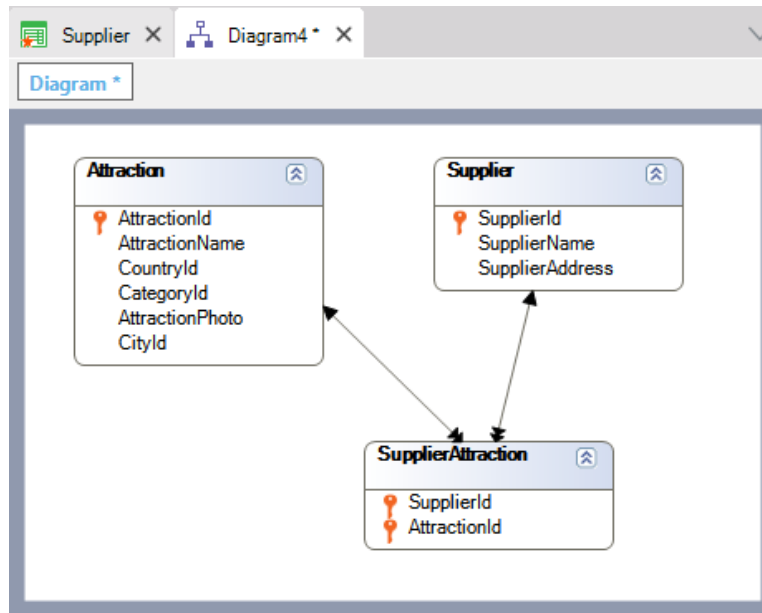 Supplier
Diagram4 *
Diagram *
Attraction
AttractionId
AttractionName
CountryId
CategoryId
AttractionPhoto
CityId
Supplier
SupplierId
SupplierName
SupplierAddress
SupplierAttraction
SupplierId
AttractionId